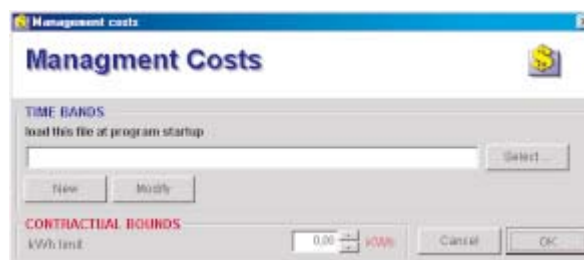 Management costs
Managment Costs
TIME BANDS
load this file at program startup
Select...
New Modify
CONTRACTUAL BOUNDS
kWh limit 0,00 kWh Cancel OK